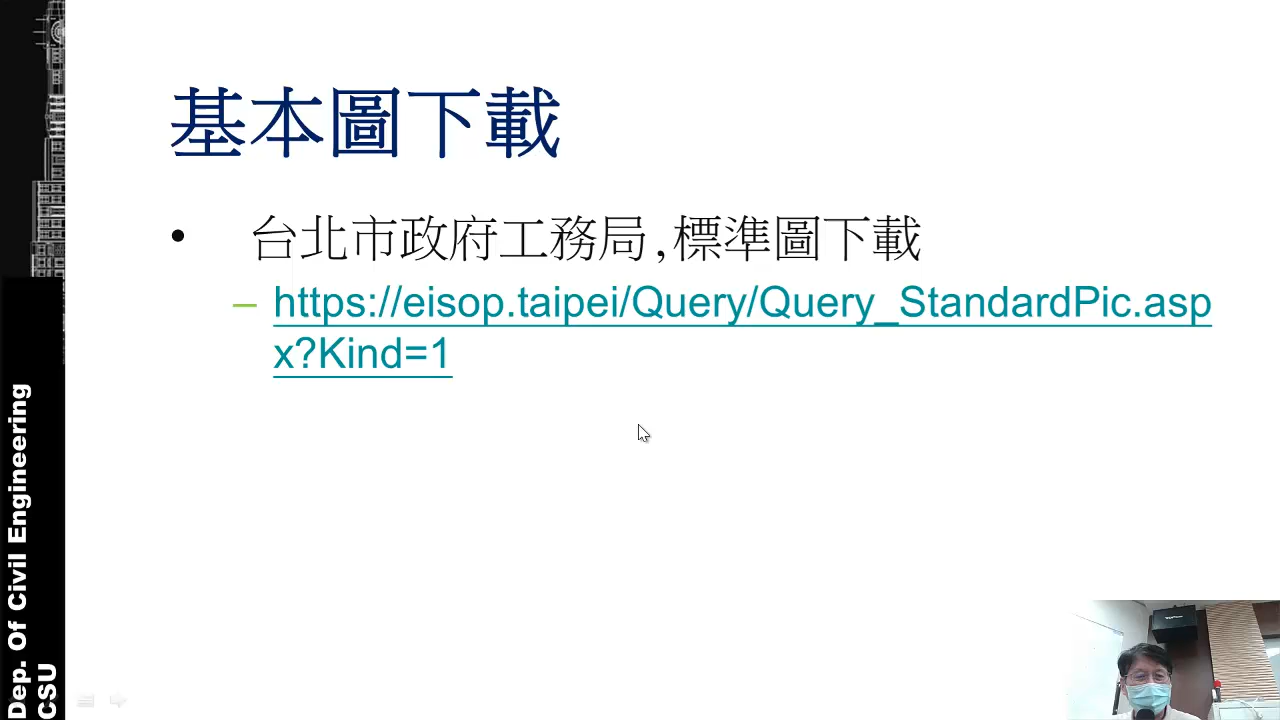 基本圖下載
• 台北市政府工務局,標準圖下載
– https://eisop.taipei/Query/Query_StandardPic.asp
x?Kind=1
Dep. Of Civil Engineering
CSU